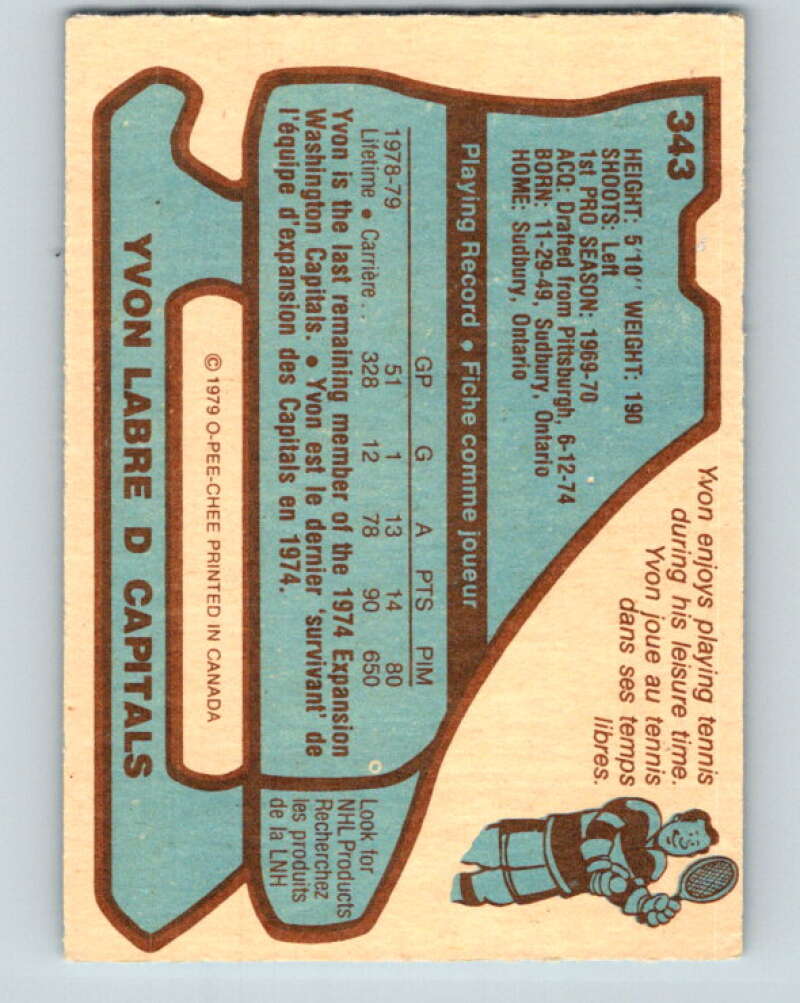 343
HEIGHT: 5'10" WEIGHT: 190
SHOOTS: Left
1st PRO SEASON: 1969-70
ACQ: Drafted from Pittsburgh, 6-12-74
BORN: 11-29-49, Sudbury, Ontario
HOME: Sudbury, Ontario
Yvon enjoys playing tennis
during his leisure time.
Yvon joue au tennis
dans ses temps
libres.
Playing Record • Fiche comme joueur
GP G A PTS PIM
1978-79 51 1 13 14 80
Lifetime • Carrière . . 328 12 78 90 650
Yvon is the last remaining member of the 1974 Expansion
Washington Capitals. • Yvon est le dernier 'survivant' de
l'équipe d'expansion des Capitals en 1974.
Look for
NHL Products
Recherchez
les produits
de la LNH
© 1979 O-PEE-CHEE PRINTED IN CANADA
YVON LABRE D CAPITALS